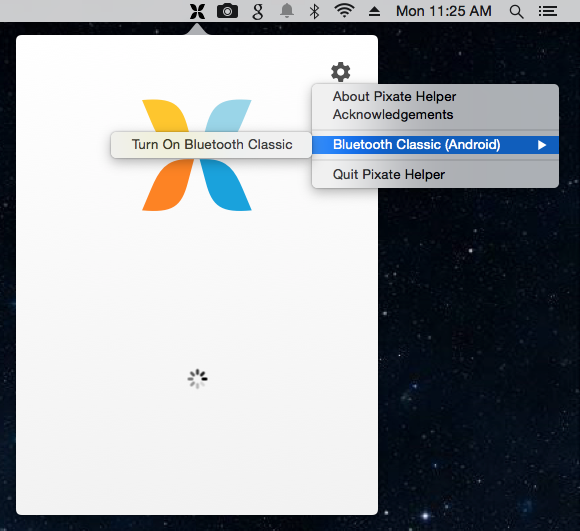 Mon 11:25 AM
About Pixate Helper
Acknowledgements
Turn On Bluetooth Classic
Bluetooth Classic (Android)
Quit Pixate Helper